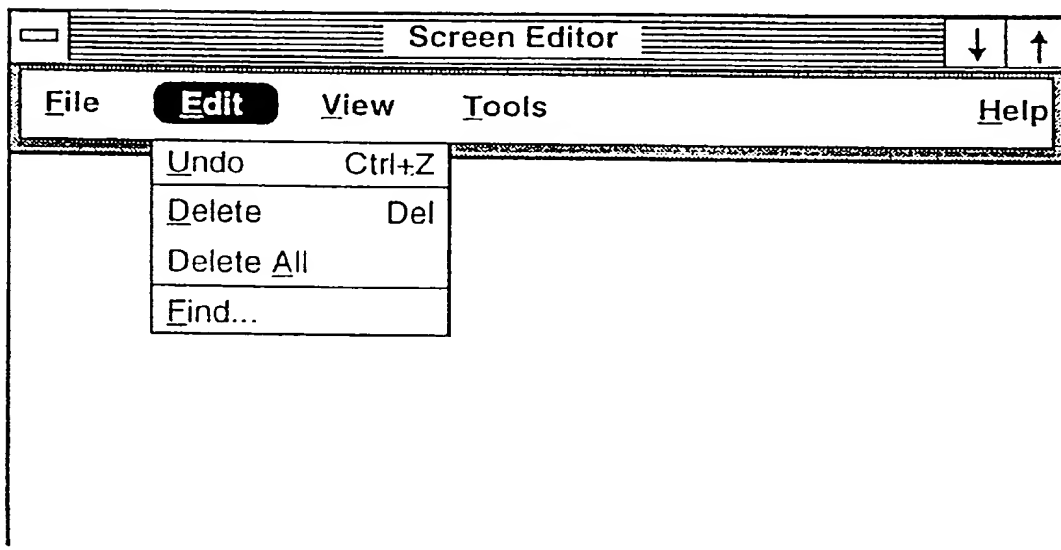 Screen Editor
File Edit View Tools Help
Undo Ctrl+Z
Delete Del
Delete All
Find...